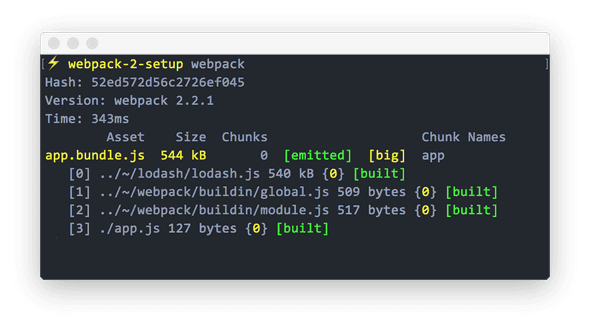 [⚡ webpack-2-setup webpack ]
Hash: 52ed572d56c2726ef045
Version: webpack 2.2.1
Time: 343ms
Asset Size Chunks Chunk Names
app.bundle.js 544 kB 0 [emitted] [big] app
[0] ../~/lodash/lodash.js 540 kB {0} [built]
[1] ../~/webpack/buildin/global.js 509 bytes {0} [built]
[2] ../~/webpack/buildin/module.js 517 bytes {0} [built]
[3] ./app.js 127 bytes {0} [built]